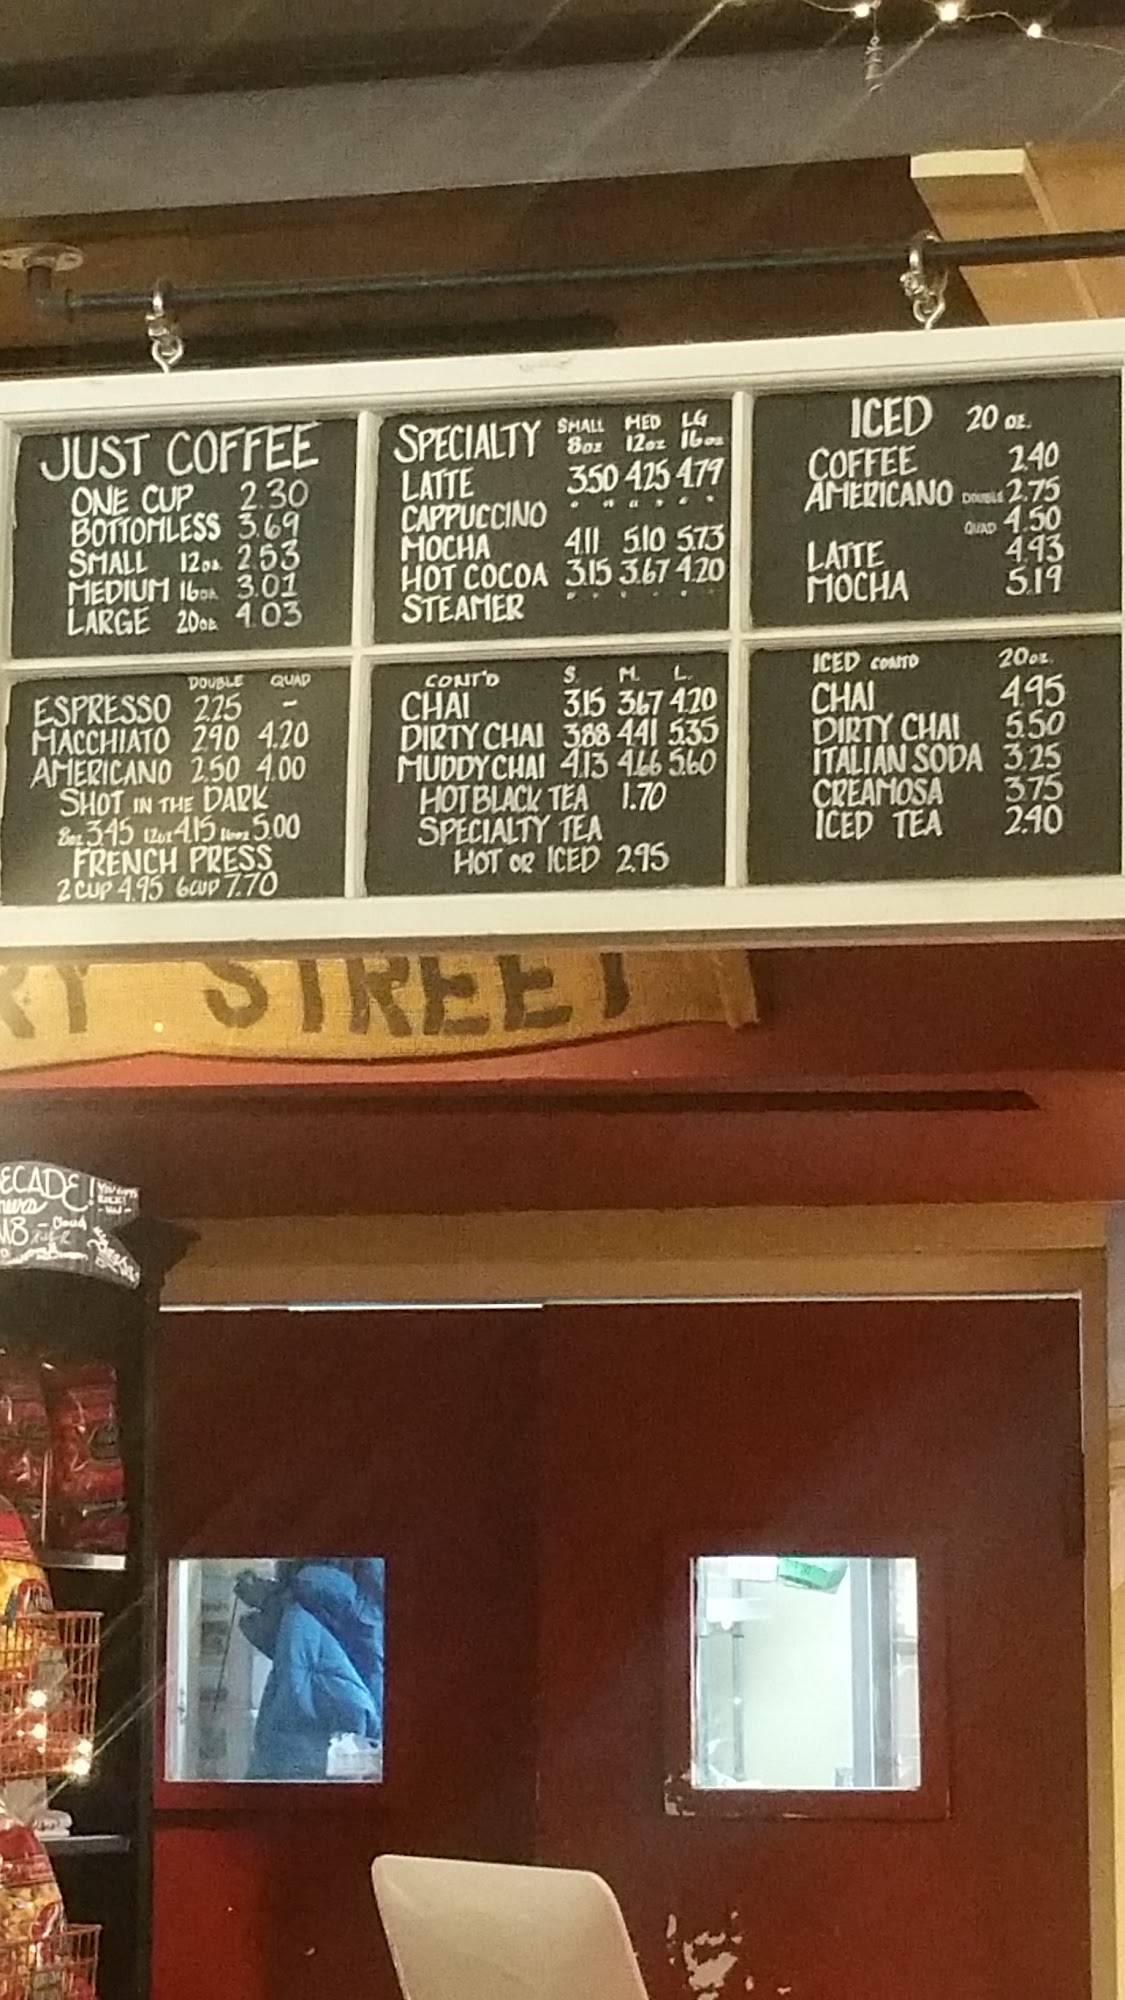 JUST COFFEE
ONE CUP 2.30
BOTTOMLESS 3.69
SMALL 12oz. 2.53
MEDIUM 16oz. 3.01
LARGE 20oz. 4.03
SPECIALTY SMALL MED LG
8oz 12oz 16oz
LATTE 3.50 4.25 4.79
CAPPUCCINO " " " " " "
MOCHA 4.11 5.10 5.73
HOT COCOA 3.15 3.67 4.20
STEAMER " " " " " "
ICED 20 oz.
COFFEE 2.40
AMERICANO DOUBLE 2.75
QUAD 4.50
LATTE 4.93
MOCHA 5.19
DOUBLE QUAD
ESPRESSO 2.25 -
MACCHIATO 2.90 4.20
AMERICANO 2.50 4.00
SHOT IN THE DARK
8oz 3.45 12oz 4.15 16oz 5.00
FRENCH PRESS
2 CUP 4.95 6 CUP 7.70
CONT'D S. M. L.
CHAI 3.15 3.67 4.20
DIRTY CHAI 3.88 4.41 5.35
MUDDY CHAI 4.13 4.66 5.60
HOT BLACK TEA 1.70
SPECIALTY TEA
HOT OR ICED 2.95
ICED CONT'D 20oz.
CHAI 4.95
DIRTY CHAI 5.50
ITALIAN SODA 3.25
CREAMOSA 3.75
ICED TEA 2.40
RY STREET
ECADE!